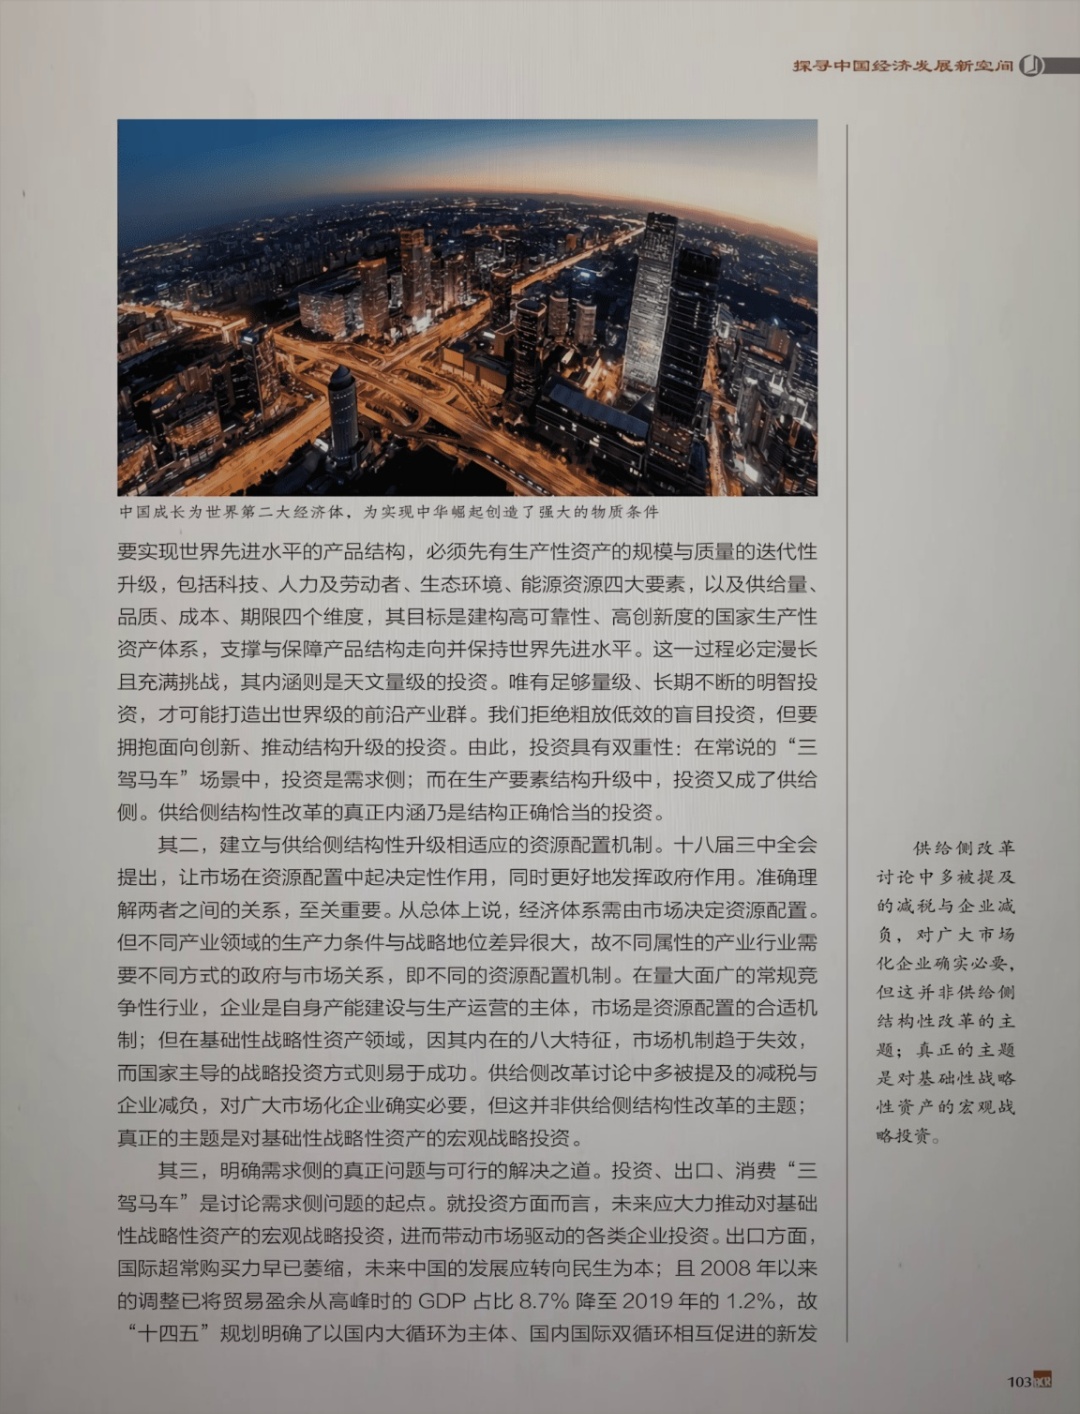 探寻中国经济发展新空间
中国成长为世界第二大经济体，为实现中华崛起创造了强大的物质条件
要实现世界先进水平的产品结构，必须先有生产性资产的规模与质量的迭代性
升级，包括科技、人力及劳动者、生态环境、能源资源四大要素，以及供给量、
品质、成本、期限四个维度，其目标是建构高可靠性、高创新度的国家生产性
资产体系，支撑与保障产品结构走向并保持世界先进水平。这一过程必定漫长
且充满挑战，其内涵则是天文量级的投资。唯有足够量级、长期不断的明智投
资，才可能打造出世界级的前沿产业群。我们拒绝粗放低效的盲目投资，但要
拥抱面向创新、推动结构升级的投资。由此，投资具有双重性：在常说的“三
驾马车”场景中，投资是需求侧；而在生产要素结构升级中，投资又成了供给
侧。供给侧结构性改革的真正内涵乃是结构正确恰当的投资。
其二，建立与供给侧结构性升级相适应的资源配置机制。十八届三中全会
提出，让市场在资源配置中起决定性作用，同时更好地发挥政府作用。准确理
解两者之间的关系，至关重要。从总体上说，经济体系需由市场决定资源配置。
但不同产业领域的生产力条件与战略地位差异很大，故不同属性的产业行业需
要不同方式的政府与市场关系，即不同的资源配置机制。在量大面广的常规竞
争性行业，企业是自身产能建设与生产运营的主体，市场是资源配置的合适机
制；但在基础性战略性资产领域，因其内在的八大特征，市场机制趋于失效，
而国家主导的战略投资方式则易于成功。供给侧改革讨论中多被提及的减税与
企业减负，对广大市场化企业确实必要，但这并非供给侧结构性改革的主题；
真正的主题是对基础性战略性资产的宏观战略投资。
其三，明确需求侧的真正问题与可行的解决之道。投资、出口、消费“三
驾马车”是讨论需求侧问题的起点。就投资方面而言，未来应大力推动对基础
性战略性资产的宏观战略投资，进而带动市场驱动的各类企业投资。出口方面，
国际超常购买力早已萎缩，未来中国的发展应转向民生为本；且 2008 年以来
的调整已将贸易盈余从高峰时的 GDP 占比 8.7% 降至 2019 年的 1.2%，故
“十四五”规划明确了以国内大循环为主体、国内国际双循环相互促进的新发
供给侧改革
讨论中多被提及
的减税与企业减
负，对广大市场
化企业确实必要，
但这并非供给侧
结构性改革的主
题；真正的主题
是对基础性战略
性资产的宏观战
略投资。
103